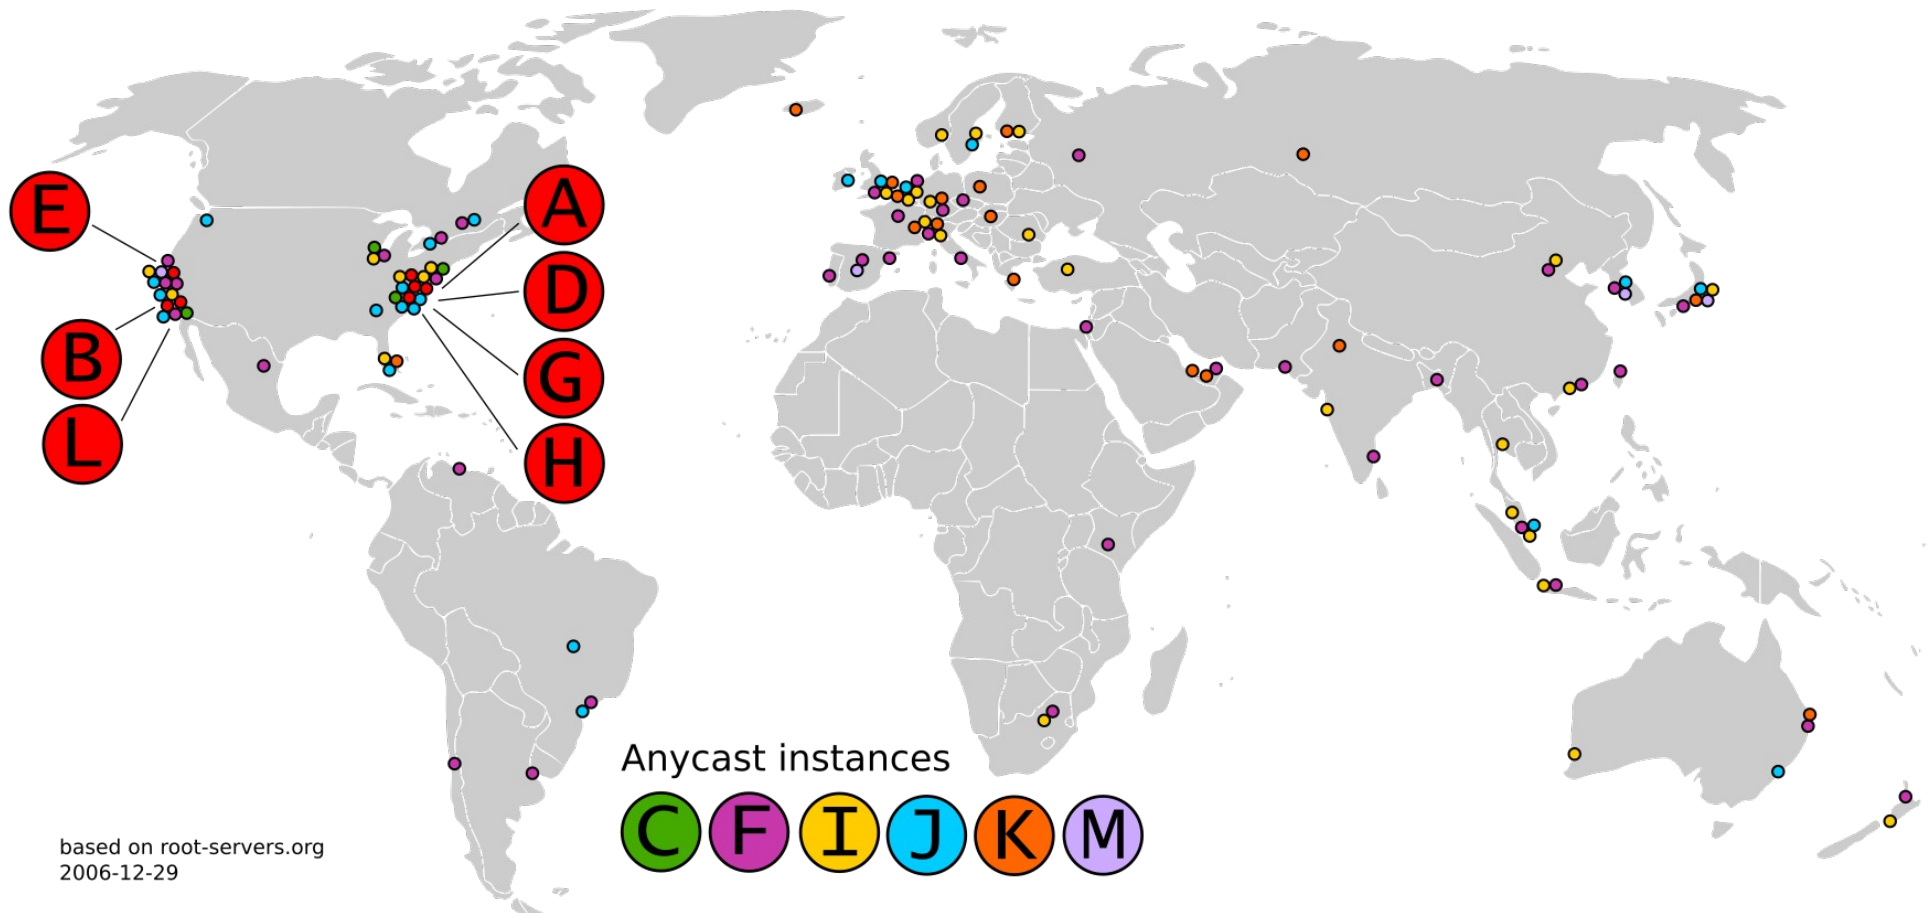 E
B
L
A
D
G
H
Anycast instances
C F I J K M
based on root-servers.org
2006-12-29